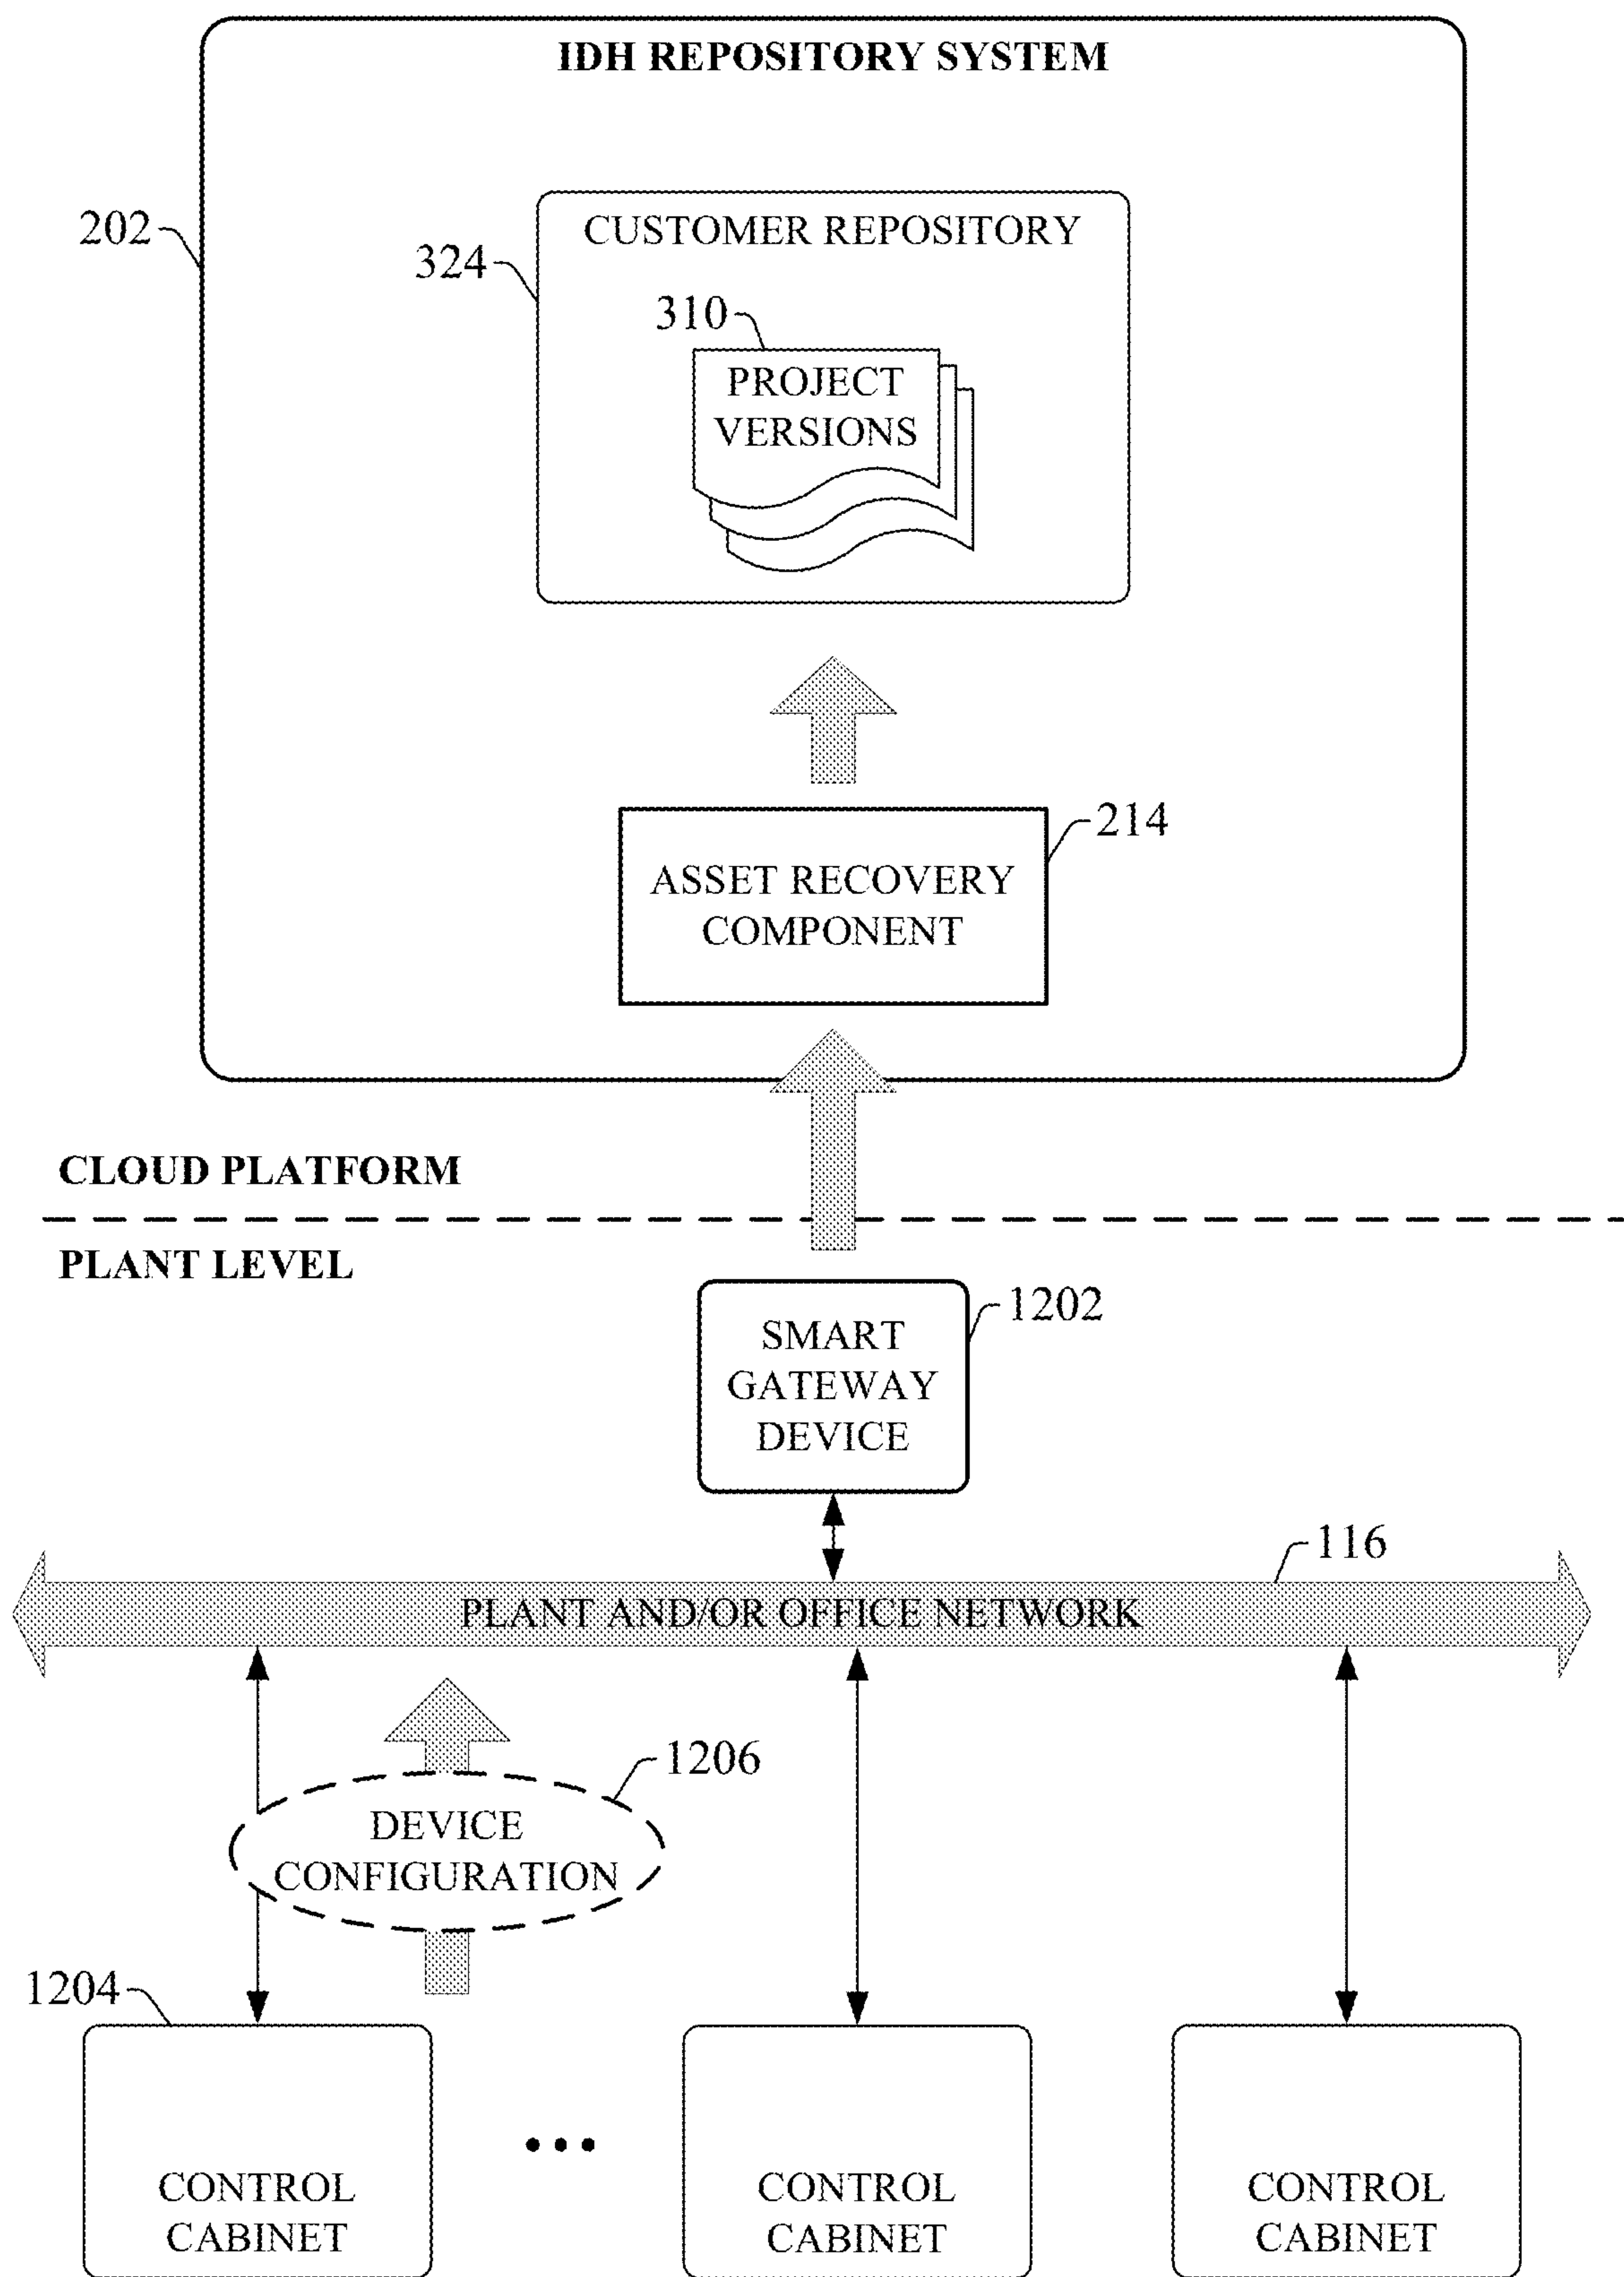 IDH REPOSITORY SYSTEM
202
CUSTOMER REPOSITORY
324
310
PROJECT
VERSIONS
214
ASSET RECOVERY
COMPONENT
CLOUD PLATFORM
PLANT LEVEL
1202
SMART
GATEWAY
DEVICE
116
PLANT AND/OR OFFICE NETWORK
1206
DEVICE
CONFIGURATION
1204
CONTROL
CABINET
...
CONTROL
CABINET
CONTROL
CABINET